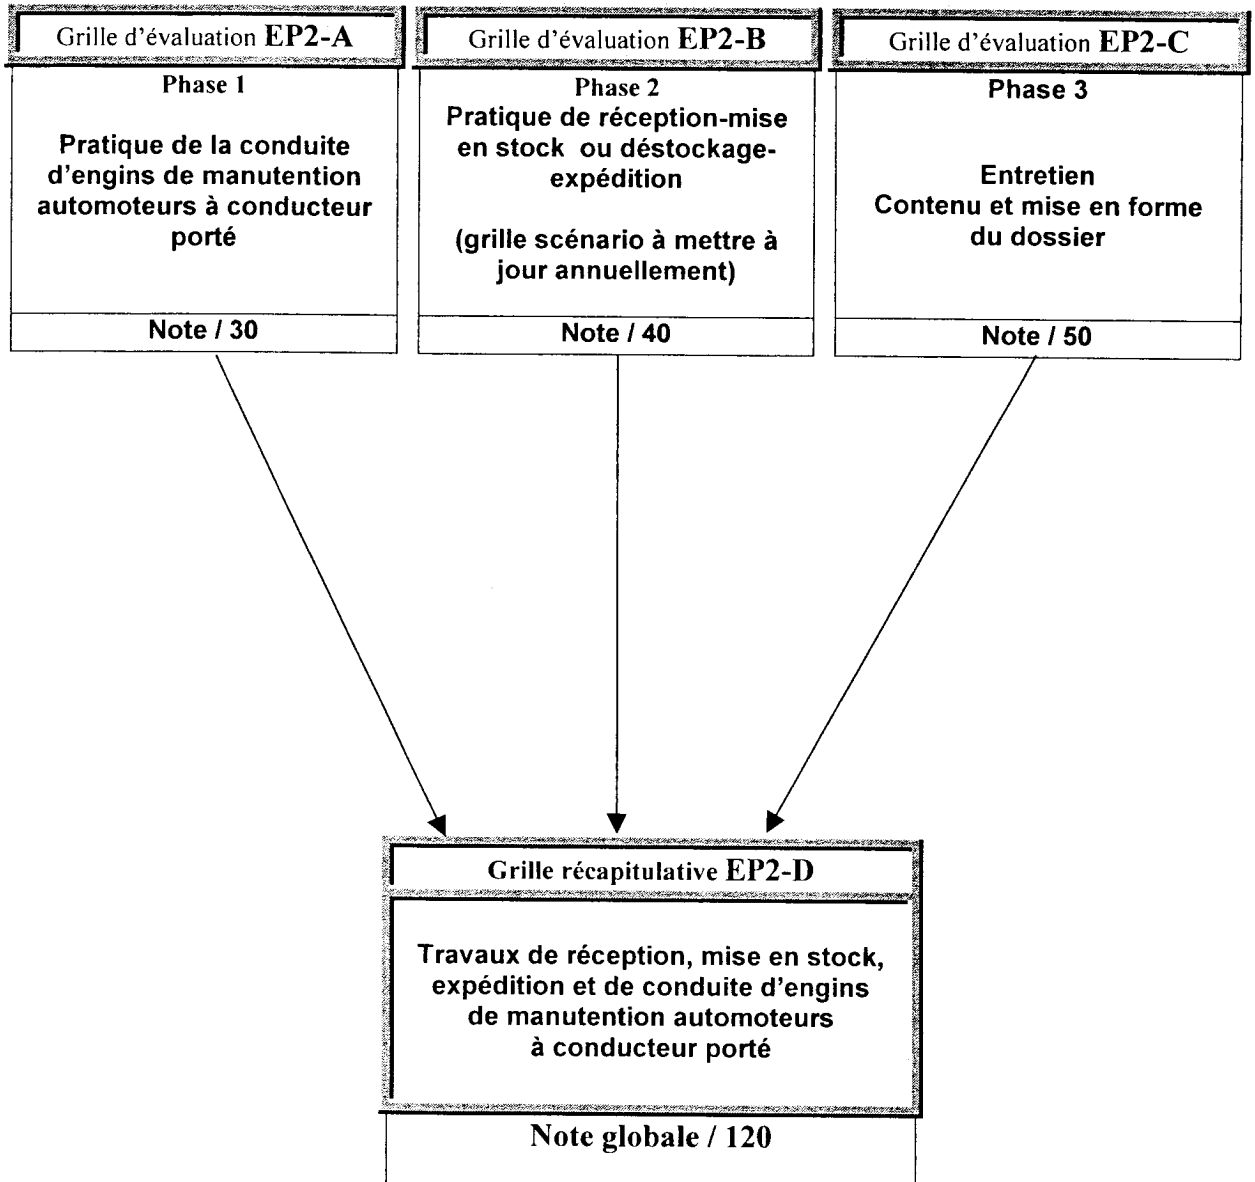 Grille d'évaluation EP2-A
Phase 1
Pratique de la conduite
d'engins de manutention
automoteurs à conducteur
porté
Note / 30
Grille d'évaluation EP2-B
Phase 2
Pratique de réception-mise
en stock ou déstockage-
expédition
(grille scénario à mettre à
jour annuellement)
Note / 40
Grille d'évaluation EP2-C
Phase 3
Entretien
Contenu et mise en forme
du dossier
Note / 50
Grille récapitulative EP2-D
Travaux de réception, mise en stock,
expédition et de conduite d'engins
de manutention automoteurs
à conducteur porté
Note globale / 120